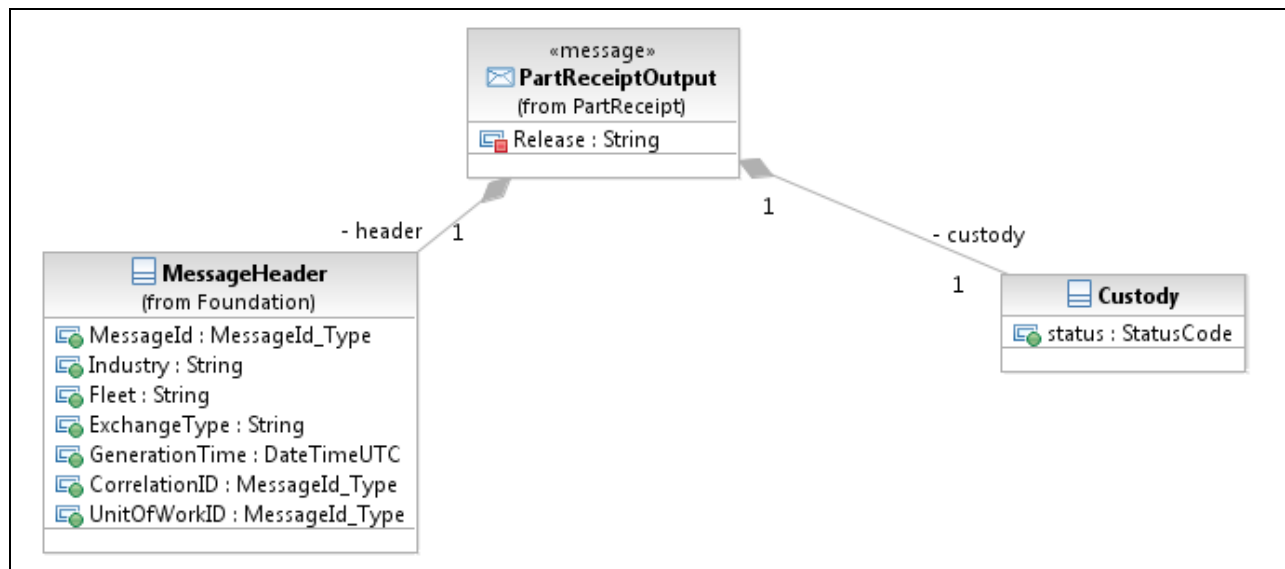 «message»
PartReceiptOutput
(from PartReceipt)
Release : String
1
- header
1
- custody
1
MessageHeader
(from Foundation)
MessageId : MessageId_Type
Industry : String
Fleet : String
ExchangeType : String
GenerationTime : DateTimeUTC
CorrelationID : MessageId_Type
UnitOfWorkID : MessageId_Type
Custody
status : StatusCode